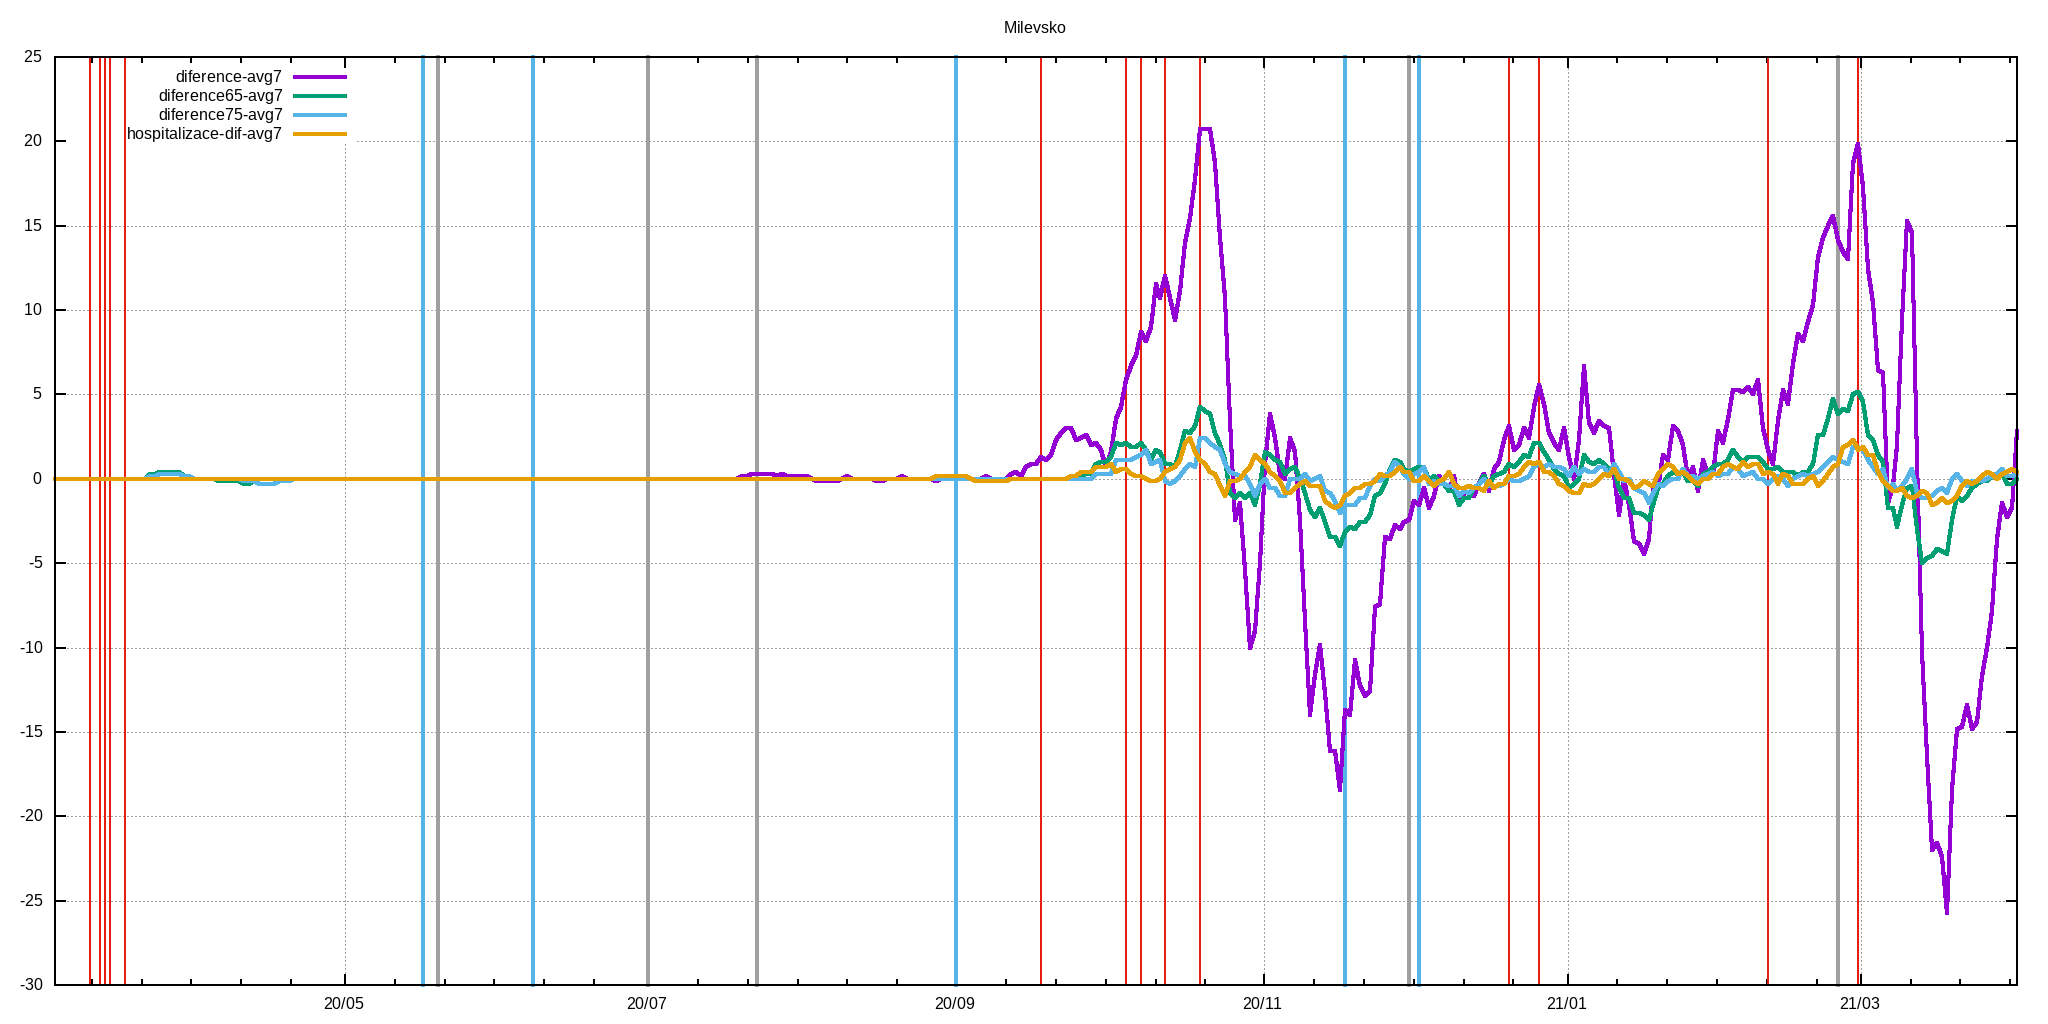 Milevsko
diference-avg7
diference65-avg7
diference75-avg7
hospitalizace-dif-avg7
25
20
15
10
5
0
-5
-10
-15
-20
-25
-30
20/05 20/07 20/09 20/11 21/01 21/03